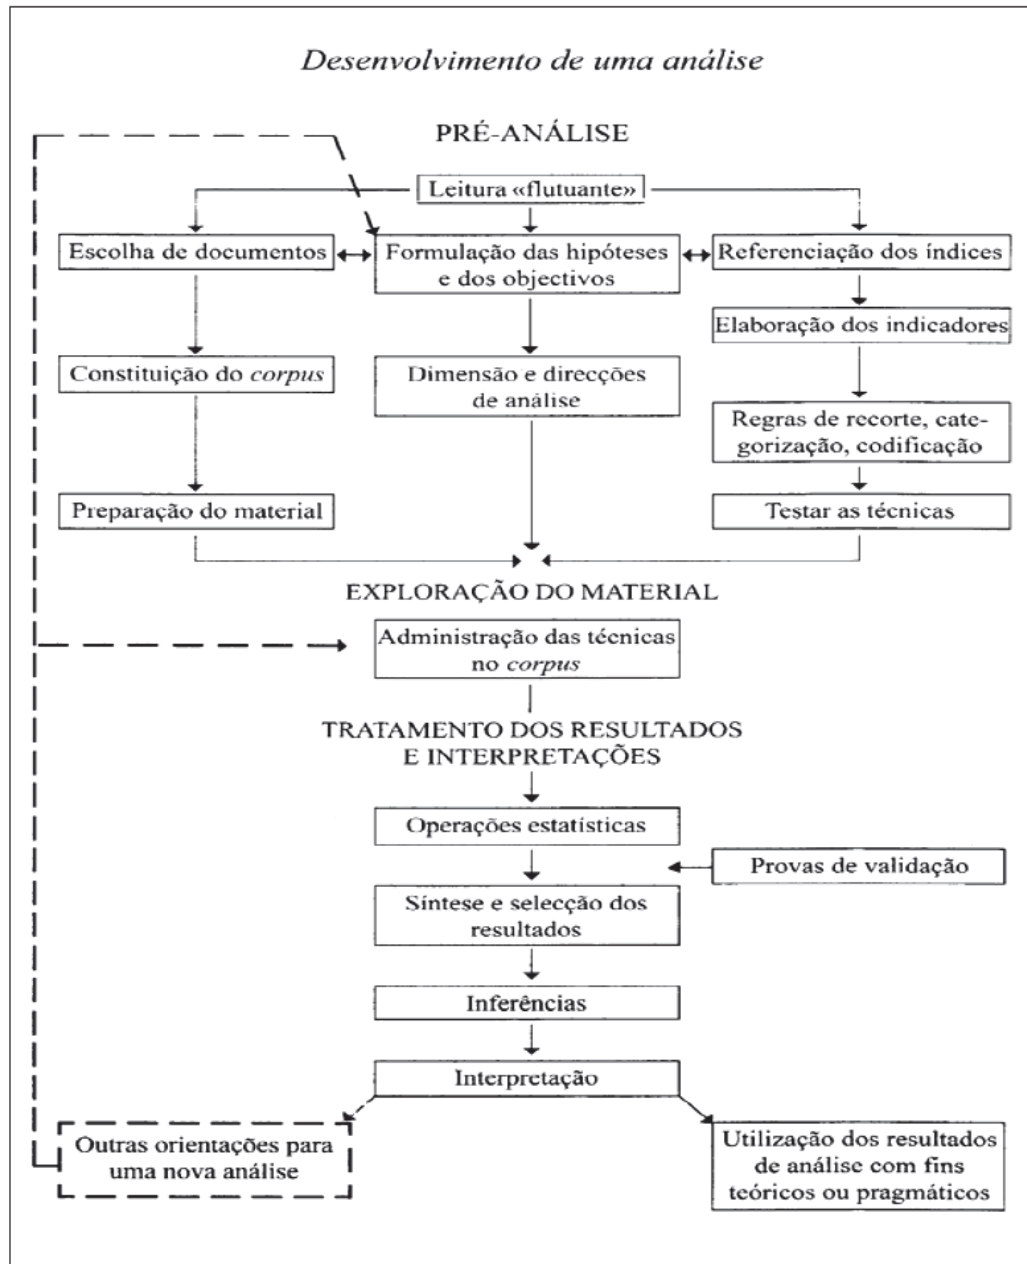 Desenvolvimento de uma análise
PRÉ-ANÁLISE
Leitura «flutuante»
Escolha de documentos
Formulação das hipóteses
e dos objectivos
Referenciação dos índices
Elaboração dos indicadores
Constituição do corpus
Dimensão e direcções
de análise
Regras de recorte, cate-
gorização, codificação
Preparação do material
Testar as técnicas
EXPLORAÇÃO DO MATERIAL
Administração das técnicas
no corpus
TRATAMENTO DOS RESULTADOS
E INTERPRETAÇÕES
Operações estatísticas
Provas de validação
Síntese e selecção dos
resultados
Inferências
Interpretação
Outras orientações para
uma nova análise
Utilização dos resultados
de análise com fins
teóricos ou pragmáticos